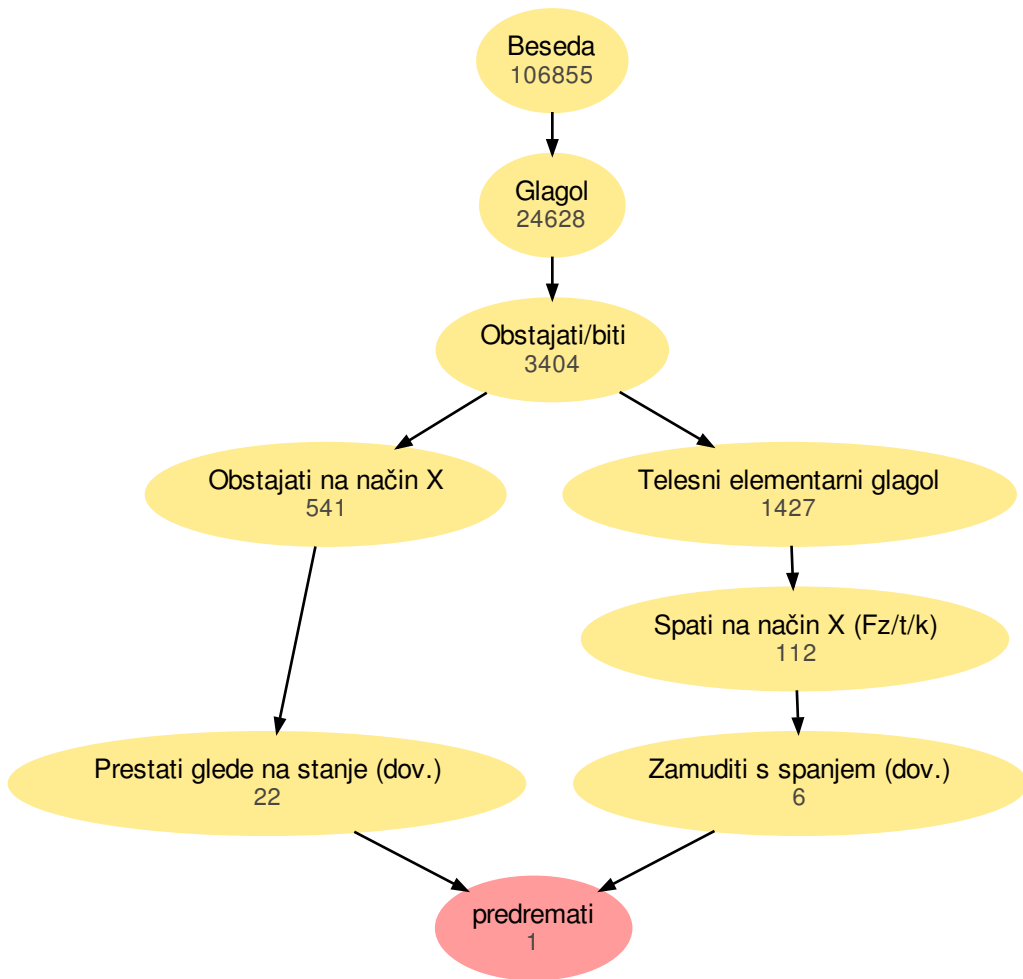 Beseda
106855
Glagol
24628
Obstajati/biti
3404
Obstajati na način X
541
Telesni elementarni glagol
1427
Spati na način X (Fz/t/k)
112
Prestati glede na stanje (dov.)
22
Zamuditi s spanjem (dov.)
6
predremati
1